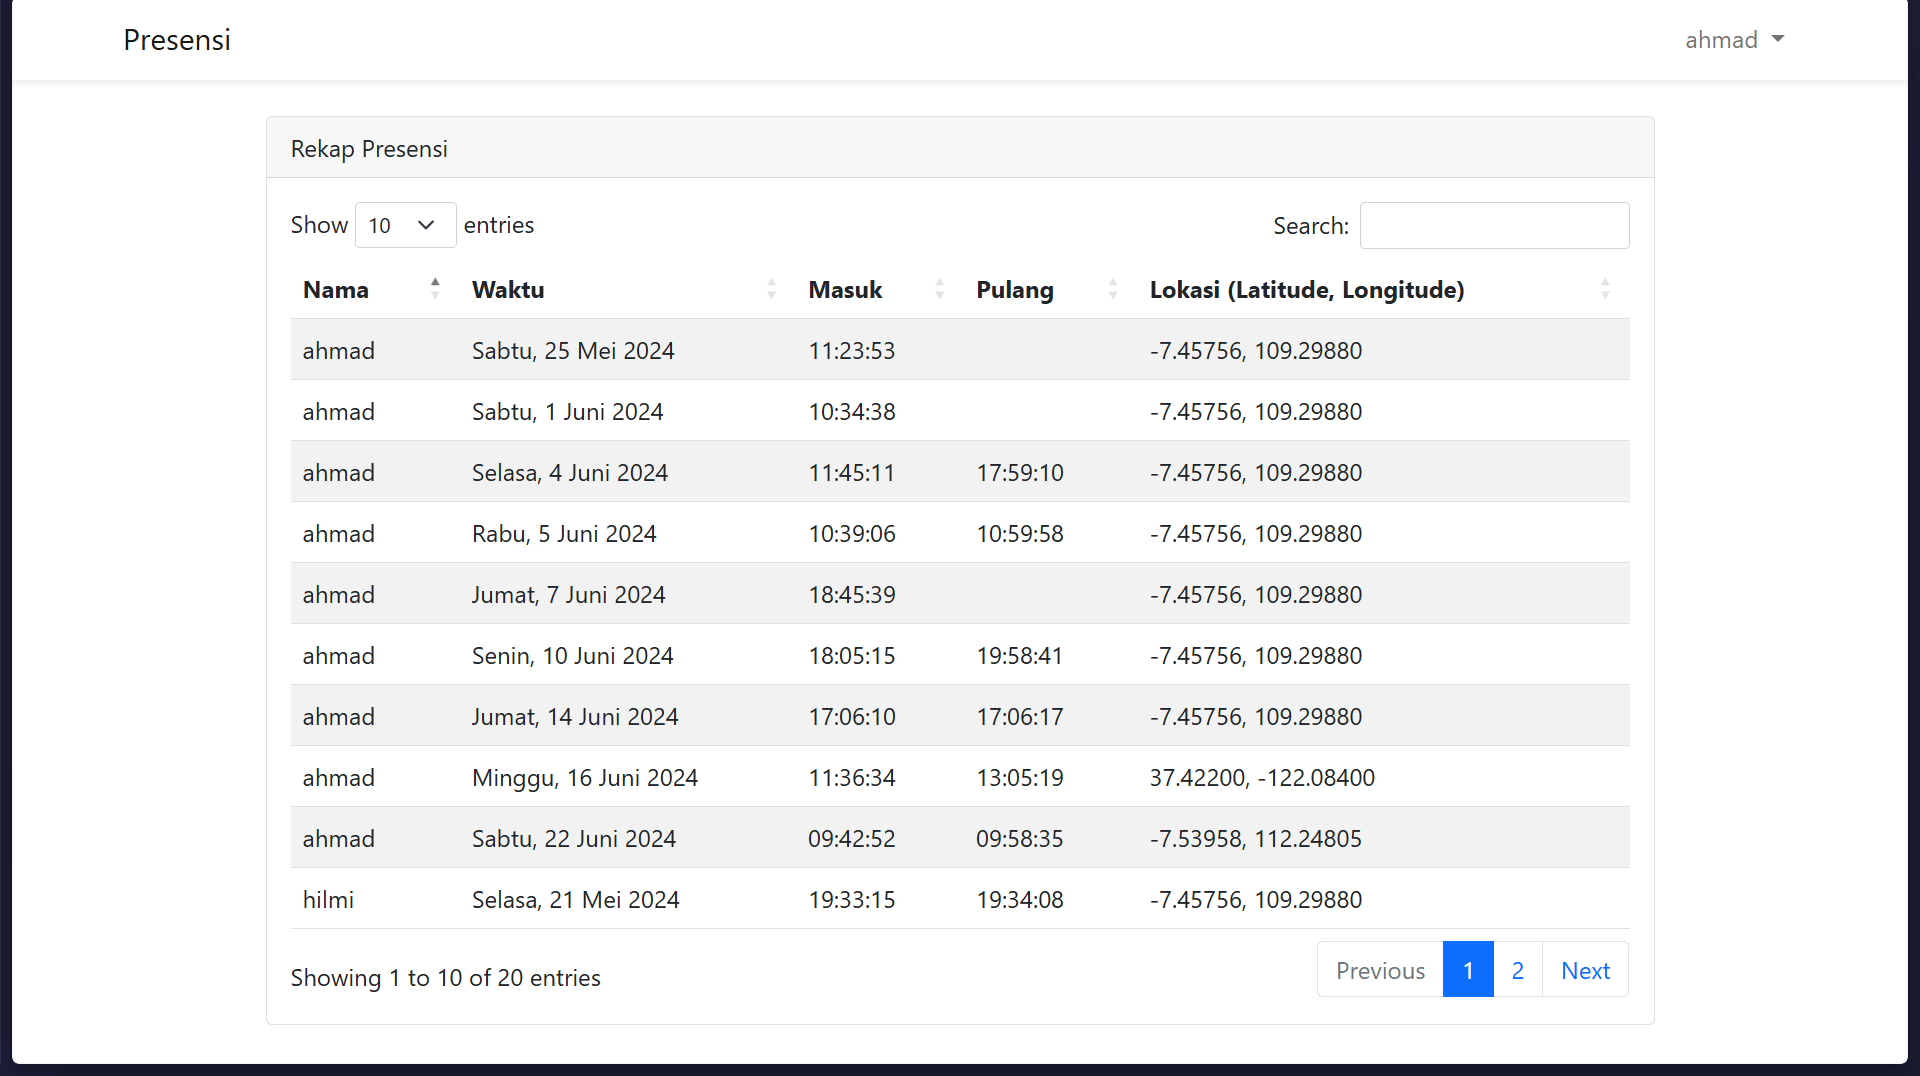 Presensi ahmad
Rekap Presensi
Show 10 entries Search:
Nama Waktu Masuk Pulang Lokasi (Latitude, Longitude)
ahmad Sabtu, 25 Mei 2024 11:23:53 -7.45756, 109.29880
ahmad Sabtu, 1 Juni 2024 10:34:38 -7.45756, 109.29880
ahmad Selasa, 4 Juni 2024 11:45:11 17:59:10 -7.45756, 109.29880
ahmad Rabu, 5 Juni 2024 10:39:06 10:59:58 -7.45756, 109.29880
ahmad Jumat, 7 Juni 2024 18:45:39 -7.45756, 109.29880
ahmad Senin, 10 Juni 2024 18:05:15 19:58:41 -7.45756, 109.29880
ahmad Jumat, 14 Juni 2024 17:06:10 17:06:17 -7.45756, 109.29880
ahmad Minggu, 16 Juni 2024 11:36:34 13:05:19 37.42200, -122.08400
ahmad Sabtu, 22 Juni 2024 09:42:52 09:58:35 -7.53958, 112.24805
hilmi Selasa, 21 Mei 2024 19:33:15 19:34:08 -7.45756, 109.29880
Showing 1 to 10 of 20 entries Previous 1 2 Next